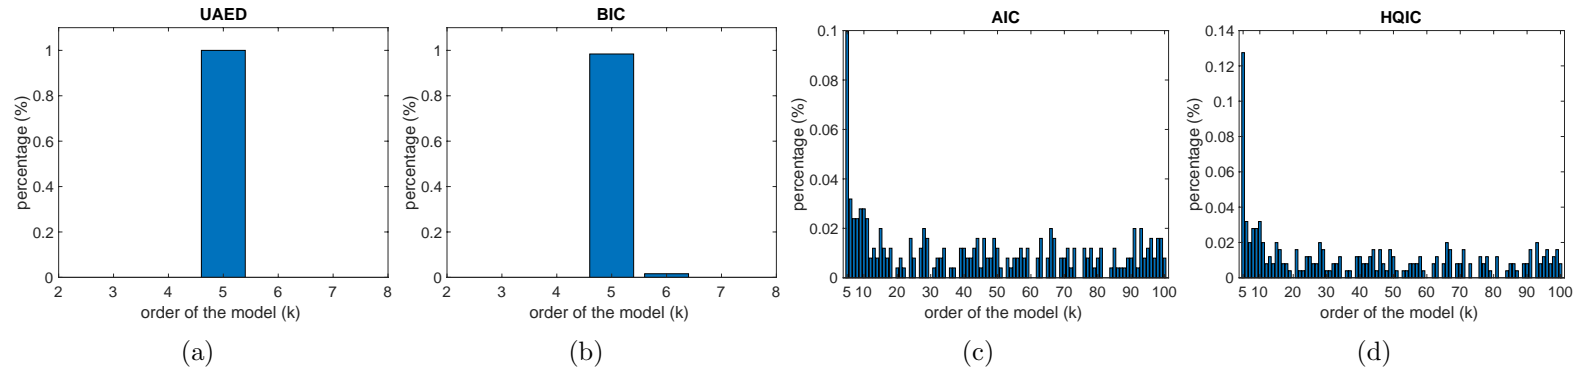 UAED
percentage (%)
1
0.8
0.6
0.4
0.2
0
2 3 4 5 6 7 8
order of the model (k)
(a)
BIC
percentage (%)
1
0.8
0.6
0.4
0.2
0
2 3 4 5 6 7 8
order of the model (k)
(b)
AIC
percentage (%)
0.1
0.08
0.06
0.04
0.02
0
5 10 20 30 40 50 60 70 80 90 100
order of the model (k)
(c)
HQIC
percentage (%)
0.14
0.12
0.1
0.08
0.06
0.04
0.02
0
5 10 20 30 40 50 60 70 80 90 100
order of the model (k)
(d)